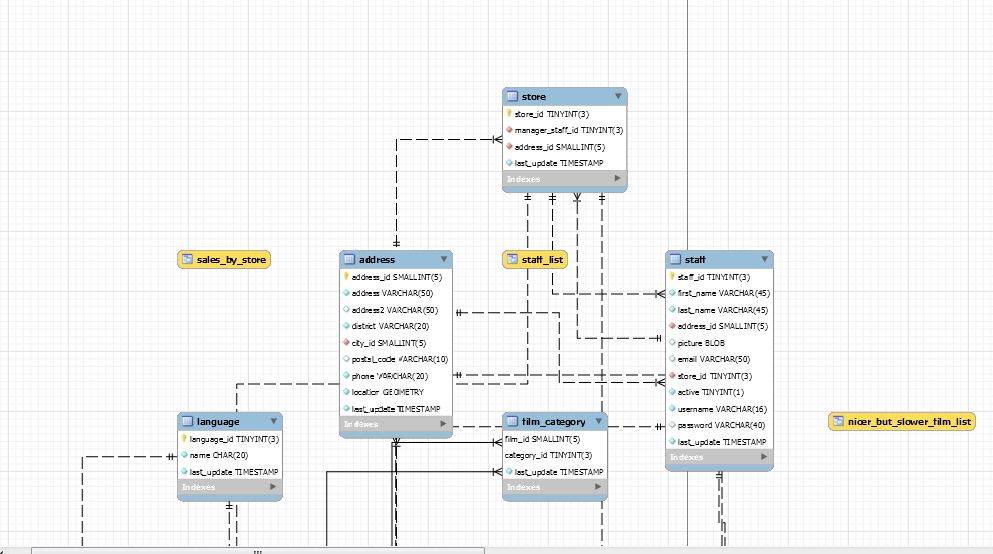 store
store_id TINYINT(3)
manager_staff_id TINYINT(3)
address_id SMALLINT(5)
last_update TIMESTAMP
Indexes
sales_by_store
address
address_id SMALLINT(5)
address VARCHAR(50)
address2 VARCHAR(50)
district VARCHAR(20)
city_id SMALLINT(5)
postal_code VARCHAR(10)
phone VARCHAR(20)
location GEOMETRY
last_update TIMESTAMP
Indexes
staff_list
staff
staff_id TINYINT(3)
first_name VARCHAR(45)
last_name VARCHAR(45)
address_id SMALLINT(5)
picture BLOB
email VARCHAR(50)
store_id TINYINT(3)
active TINYINT(1)
username VARCHAR(16)
password VARCHAR(40)
last_update TIMESTAMP
Indexes
language
language_id TINYINT(3)
name CHAR(20)
last_update TIMESTAMP
Indexes
film_category
film_id SMALLINT(5)
category_id TINYINT(3)
last_update TIMESTAMP
Indexes
nicer_but_slower_film_list